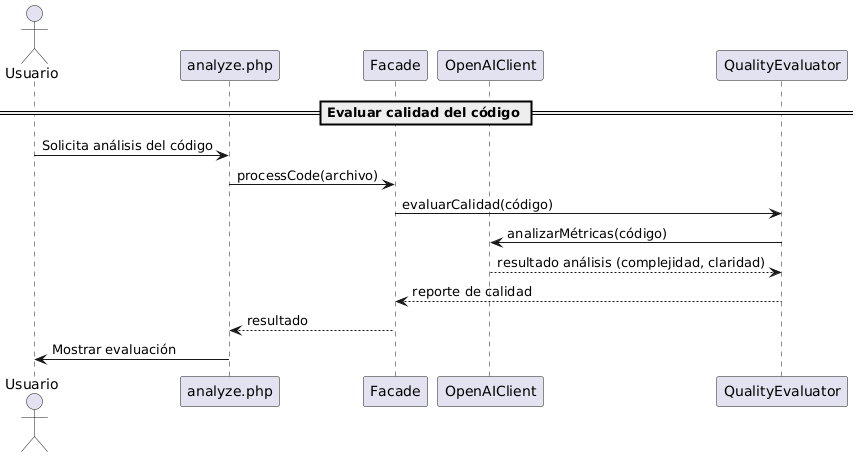 Usuario
analyze.php
Facade
OpenAIClient
QualityEvaluator
Evaluar calidad del código
Solicita análisis del código
processCode(archivo)
evaluarCalidad(código)
analizarMétricas(código)
resultado análisis (complejidad, claridad)
reporte de calidad
resultado
Mostrar evaluación
Usuario
analyze.php
Facade
OpenAIClient
QualityEvaluator